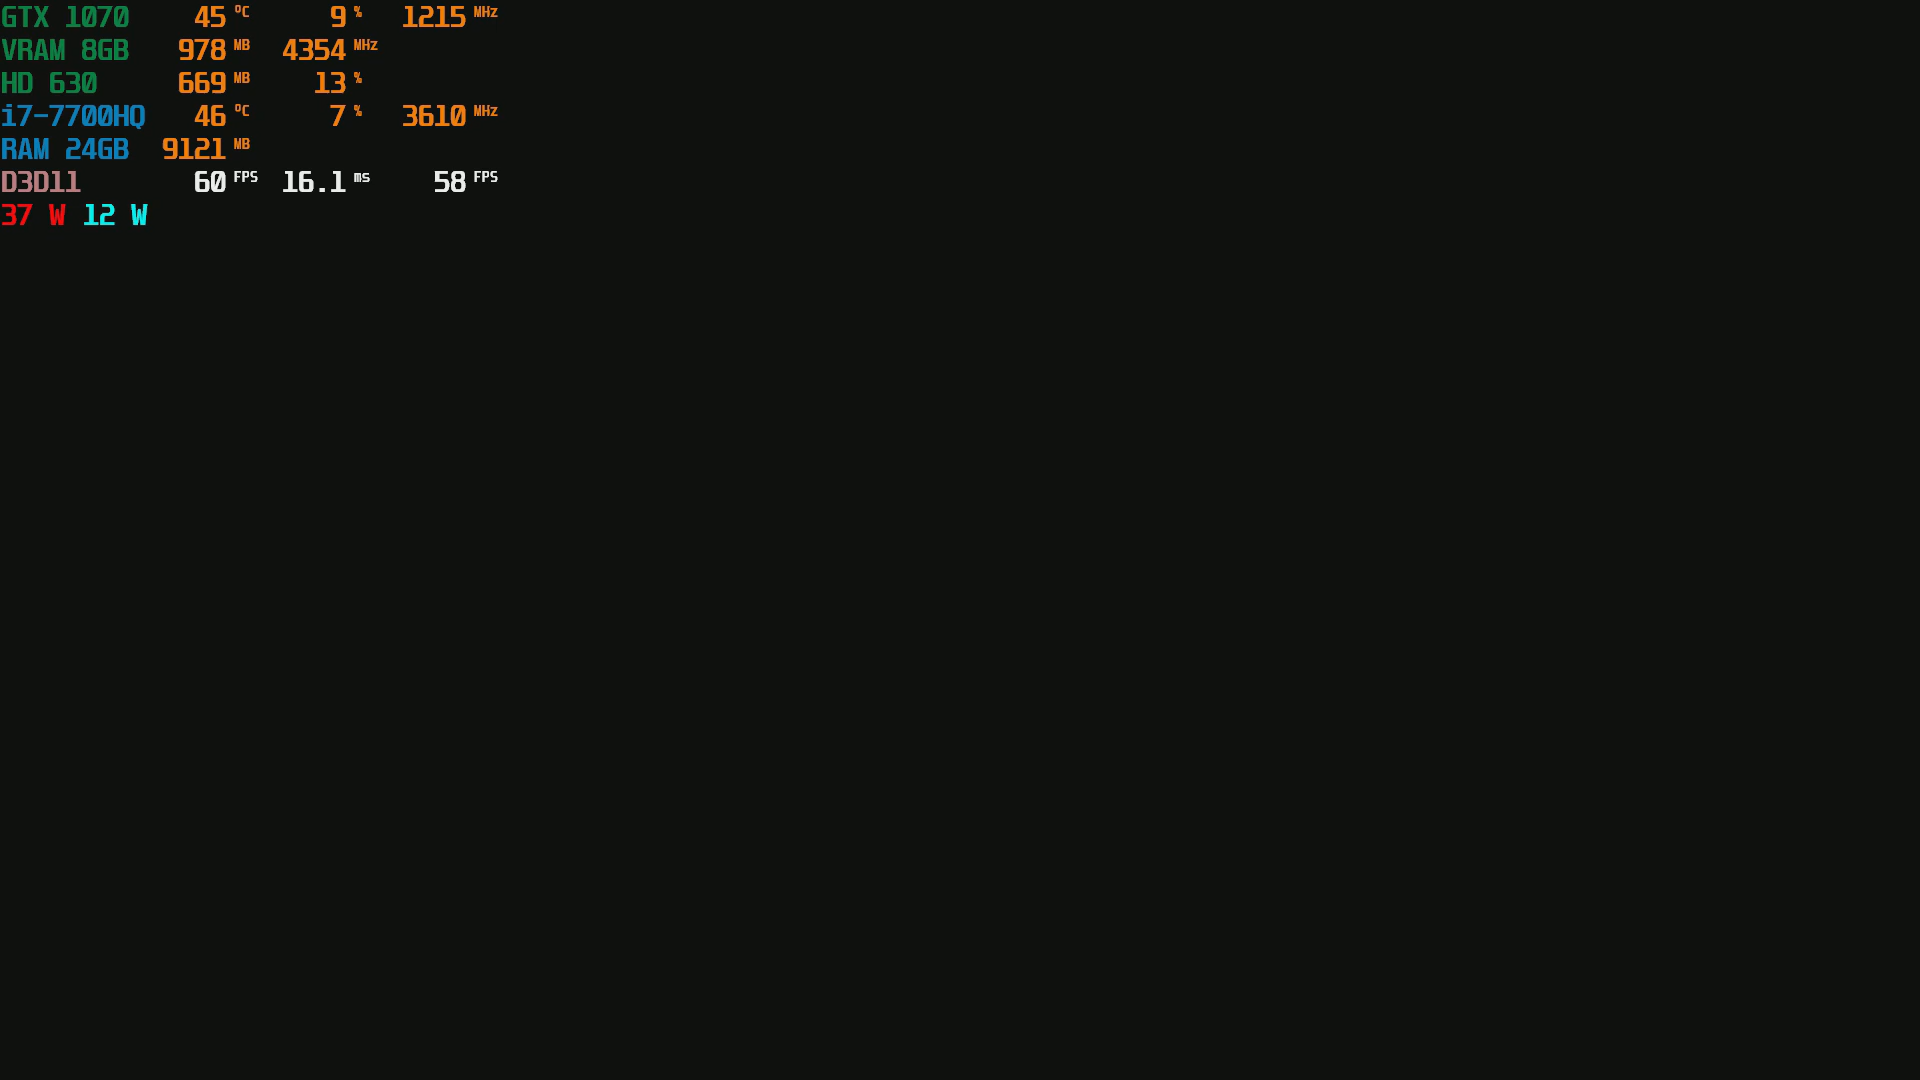 GTX 1070 45 °C 9 % 1215 MHz
VRAM 8GB 978 MB 4354 MHz
HD 630 669 MB 13 %
i7-7700HQ 46 °C 7 % 3610 MHz
RAM 24GB 9121 MB
D3D11 60 FPS 16.1 ms 58 FPS
37 W 12 W